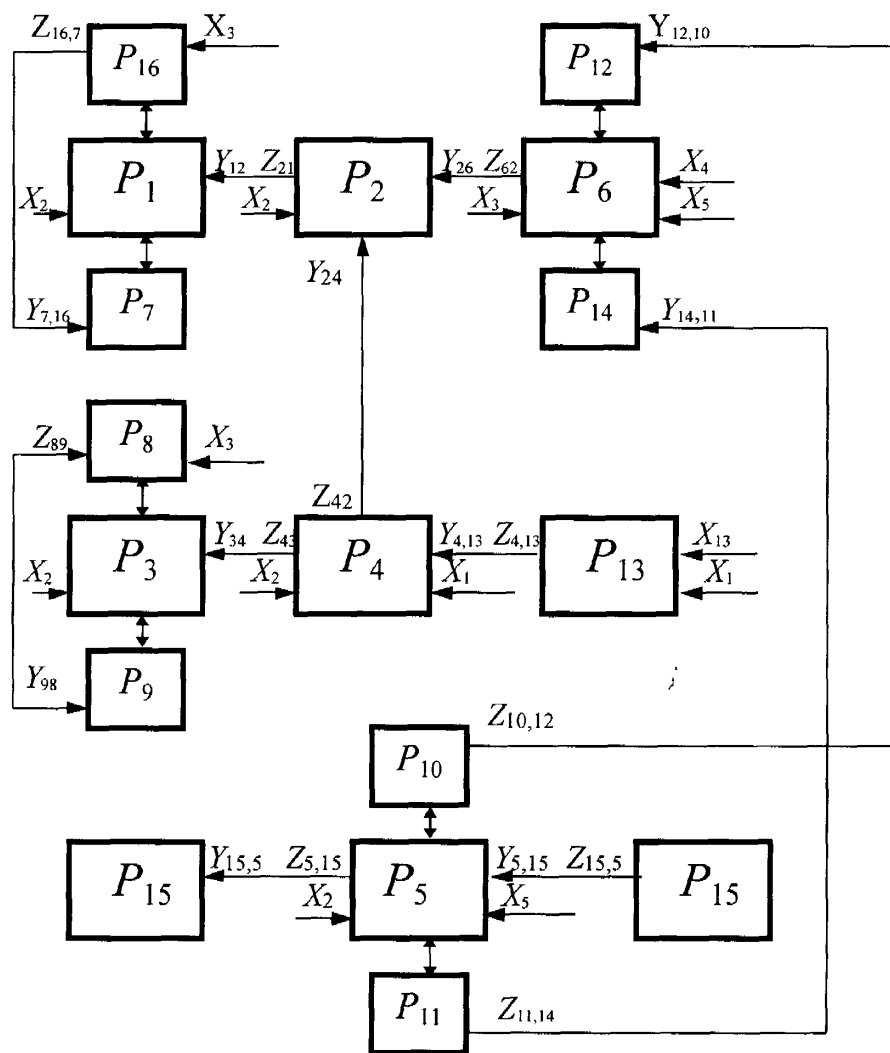 Z16,7 P16 X3 P12 Y12,10
X2 P1 Y12 Z21 X2 P2 Y26 Z62 X3 P6 X4 X5
Y7,16 P7 Y24 P14 Y14,11
Z89 P8 X3
X2 P3 Y34 Z43 X2 Z42 P4 Y4,13 Z4,13 X1 P13 X13 X1
Y98 P9
P10 Z10,12
P15 Y15,5 Z5,15 X2 P5 Y5,15 Z15,5 X5 P15
P11 Z11,14